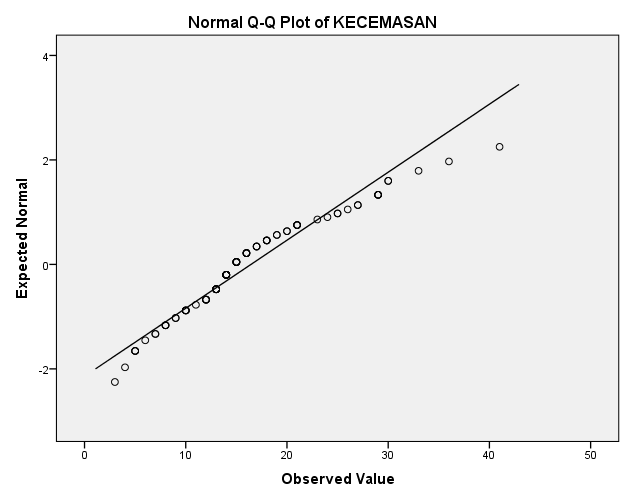 Normal Q-Q Plot of KECEMASAN
4
2
0
-2
Expected Normal
0 10 20 30 40 50
Observed Value